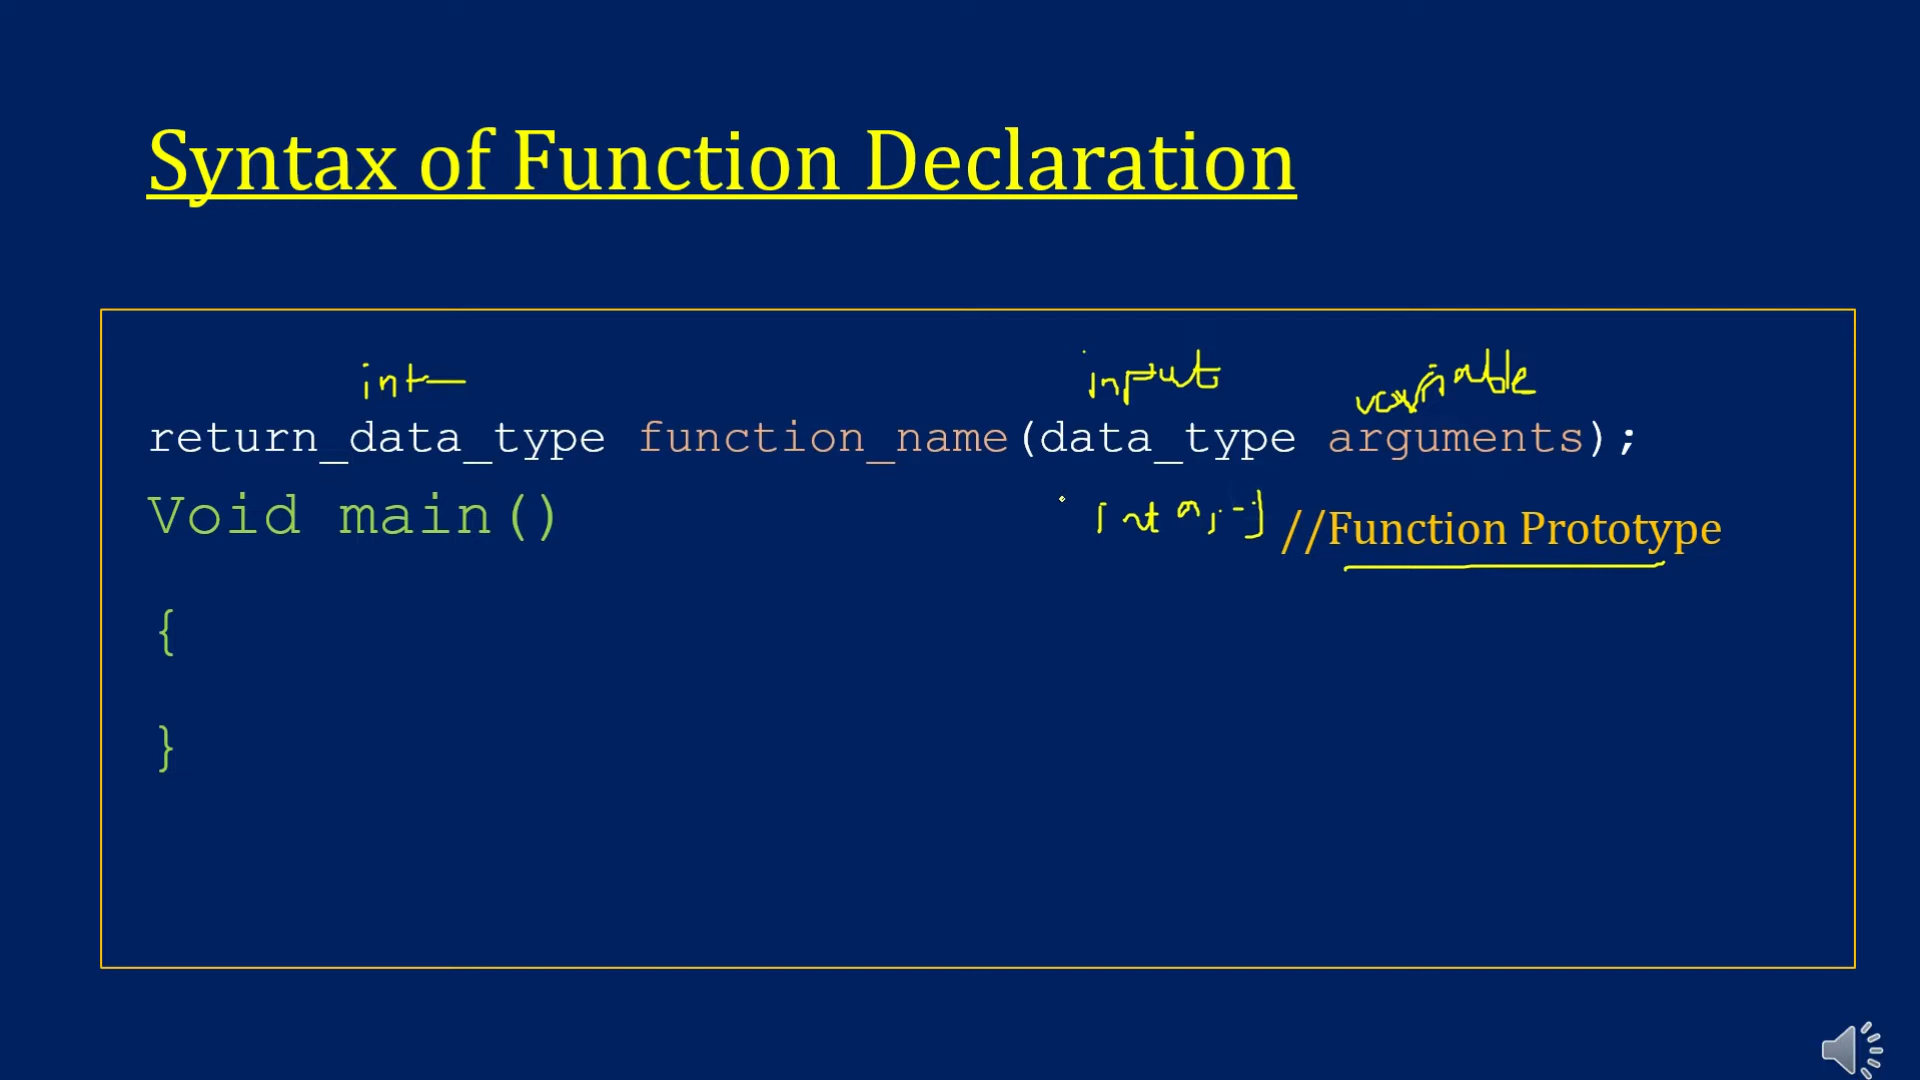 Syntax of Function Declaration
int
input
variable
return_data_type function_name(data_type arguments);
Void main()
int
//Function Prototype
{
}